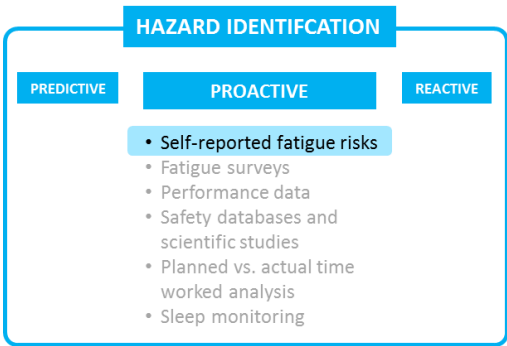 HAZARD IDENTIFCATION
PREDICTIVE
PROACTIVE
REACTIVE
• Self-reported fatigue risks
• Fatigue surveys
• Performance data
• Safety databases and
scientific studies
• Planned vs. actual time
worked analysis
• Sleep monitoring